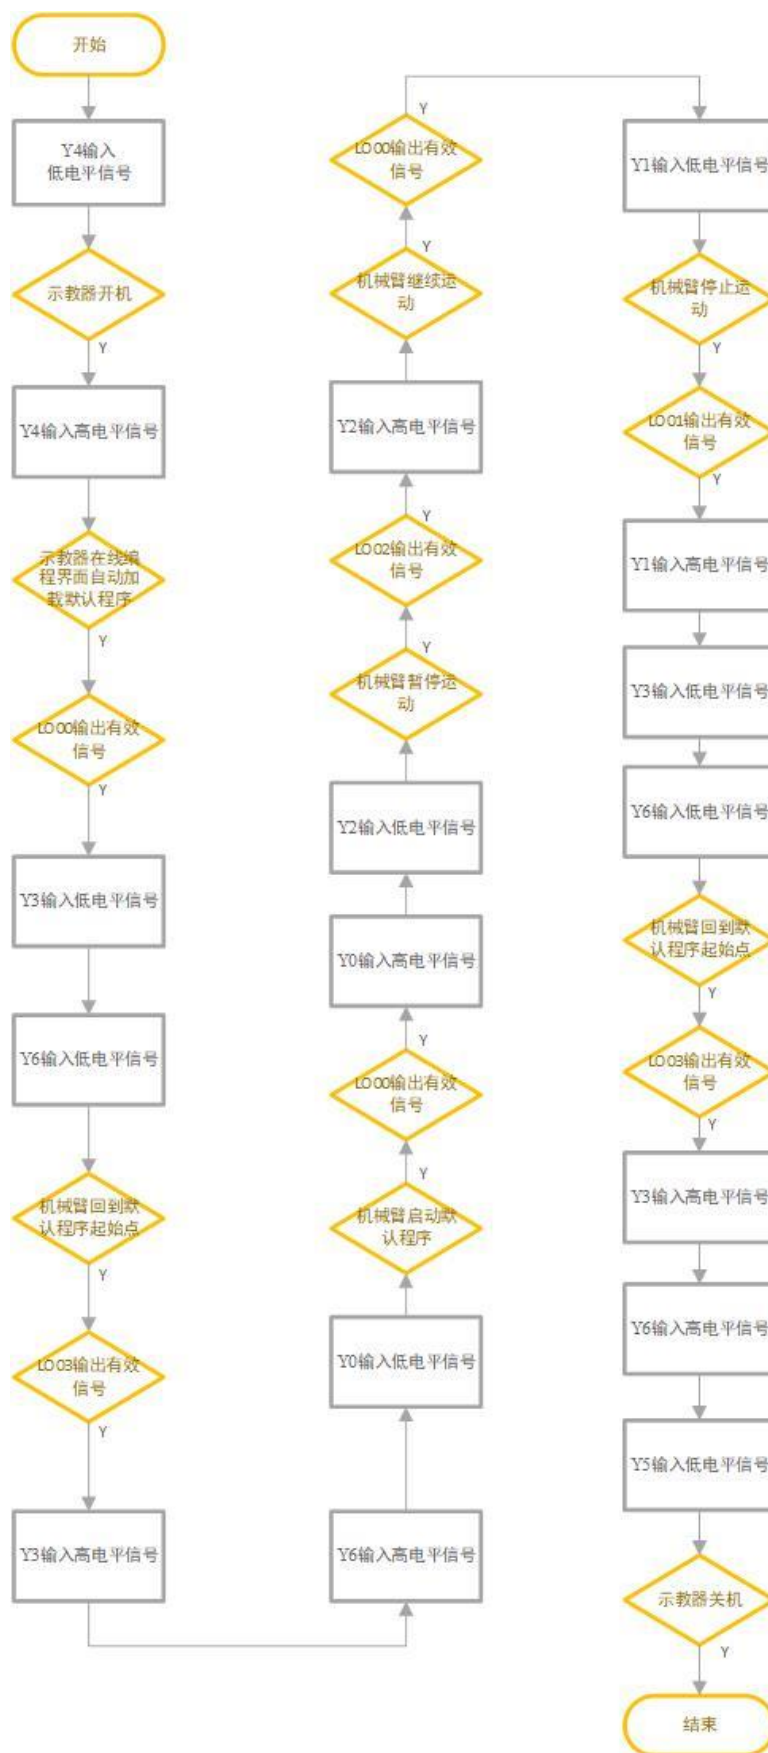 开始
Y4输入
低电平信号
示教器开机
Y
Y4输入高电平信号
示教器在线编
程界面自动加
载默认程序
Y
LO00输出有效
信号
Y
Y3输入低电平信号
Y6输入低电平信号
机械臂回到默
认程序起始点
Y
LO03输出有效
信号
Y
Y3输入高电平信号
Y6输入高电平信号
Y0输入低电平信号
机械臂启动默
认程序
Y
LO00输出有效
信号
Y
Y0输入高电平信号
Y2输入低电平信号
机械臂暂停运
动
Y
LO02输出有效
信号
Y
Y2输入高电平信号
机械臂继续运
动
Y
LO00输出有效
信号
Y
Y1输入低电平信号
机械臂停止运
动
Y
LO01输出有效
信号
Y
Y1输入高电平信号
Y3输入低电平信号
Y6输入低电平信号
机械臂回到默
认程序起始点
Y
LO03输出有效
信号
Y
Y3输入高电平信号
Y6输入高电平信号
Y5输入低电平信号
示教器关机
Y
结束